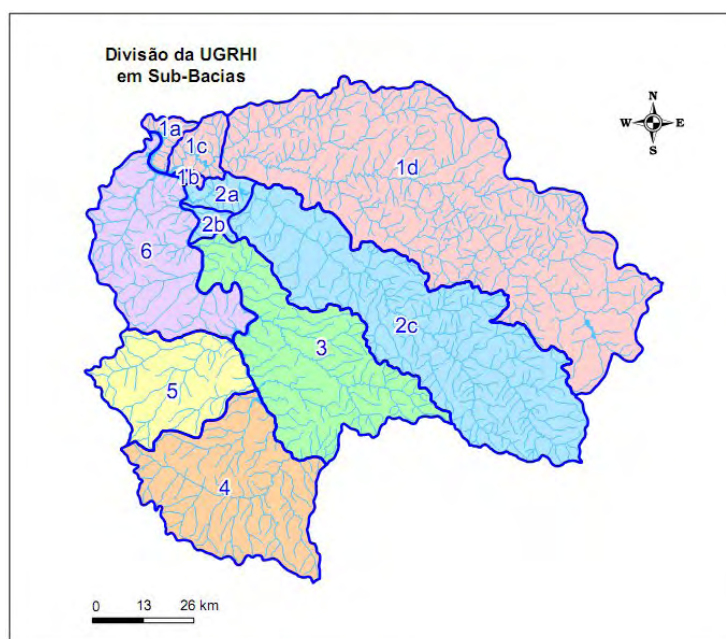 Divisão da UGRHI
em Sub-Bacias
N
W E
S
1a
1c
1d
1b
2a
2b
6
2c
3
5
4
0 13 26 km